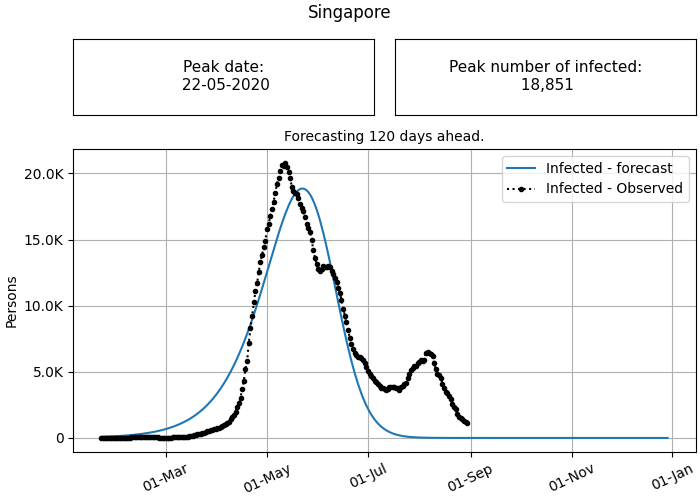 Singapore
Peak date:
22-05-2020
Peak number of infected:
18,851
Forecasting 120 days ahead.
Infected - forecast
Infected - Observed
20.0K
15.0K
10.0K
5.0K
0
Persons
01-Mar
01-May
01-Jul
01-Sep
01-Nov
01-Jan